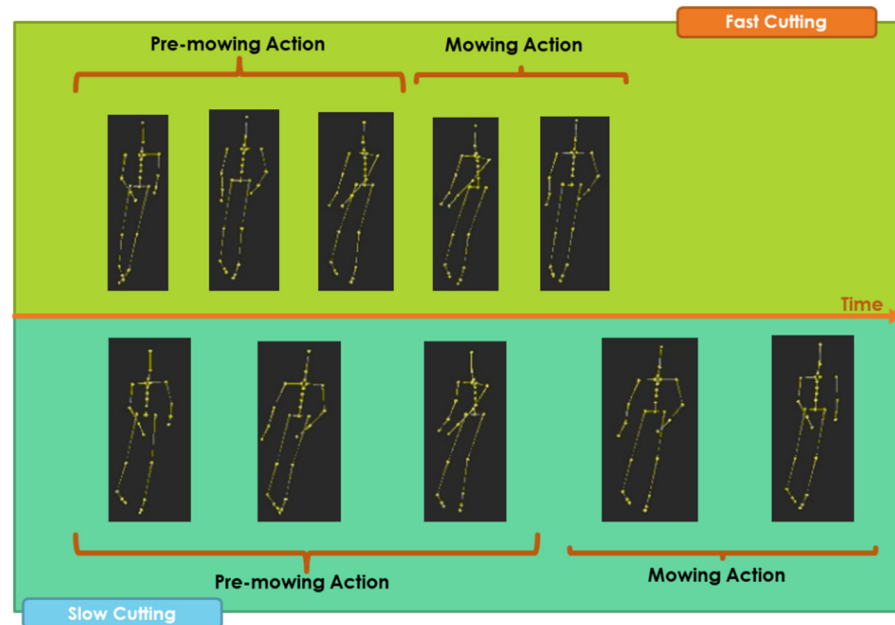 Fast Cutting
Pre-mowing Action
Mowing Action
Time
Pre-mowing Action
Mowing Action
Slow Cutting